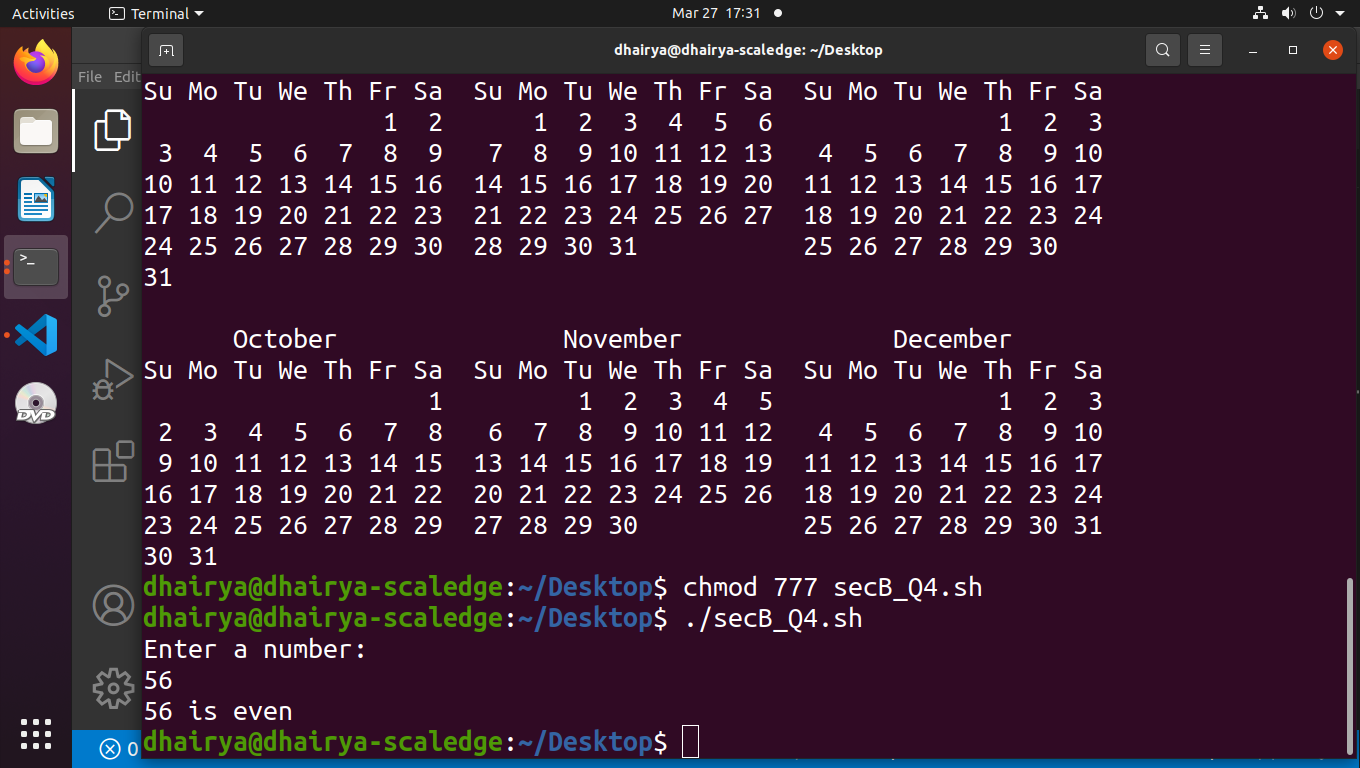 Activities Terminal Mar 27 17:31
dhairya@dhairya-scaledge: ~/Desktop
File Edit
Su Mo Tu We Th Fr Sa  Su Mo Tu We Th Fr Sa  Su Mo Tu We Th Fr Sa
                1  2      1  2  3  4  5  6               1  2  3
 3  4  5  6  7  8  9   7  8  9 10 11 12 13   4  5  6  7  8  9 10
10 11 12 13 14 15 16  14 15 16 17 18 19 20  11 12 13 14 15 16 17
17 18 19 20 21 22 23  21 22 23 24 25 26 27  18 19 20 21 22 23 24
24 25 26 27 28 29 30  28 29 30 31           25 26 27 28 29 30
31
      October               November              December
Su Mo Tu We Th Fr Sa  Su Mo Tu We Th Fr Sa  Su Mo Tu We Th Fr Sa
                   1         1  2  3  4  5               1  2  3
 2  3  4  5  6  7  8   6  7  8  9 10 11 12   4  5  6  7  8  9 10
 9 10 11 12 13 14 15  13 14 15 16 17 18 19  11 12 13 14 15 16 17
16 17 18 19 20 21 22  20 21 22 23 24 25 26  18 19 20 21 22 23 24
23 24 25 26 27 28 29  27 28 29 30           25 26 27 28 29 30 31
30 31
dhairya@dhairya-scaledge:~/Desktop$ chmod 777 secB_Q4.sh
dhairya@dhairya-scaledge:~/Desktop$ ./secB_Q4.sh
Enter a number:
56
56 is even
dhairya@dhairya-scaledge:~/Desktop$
>_
DVD
0